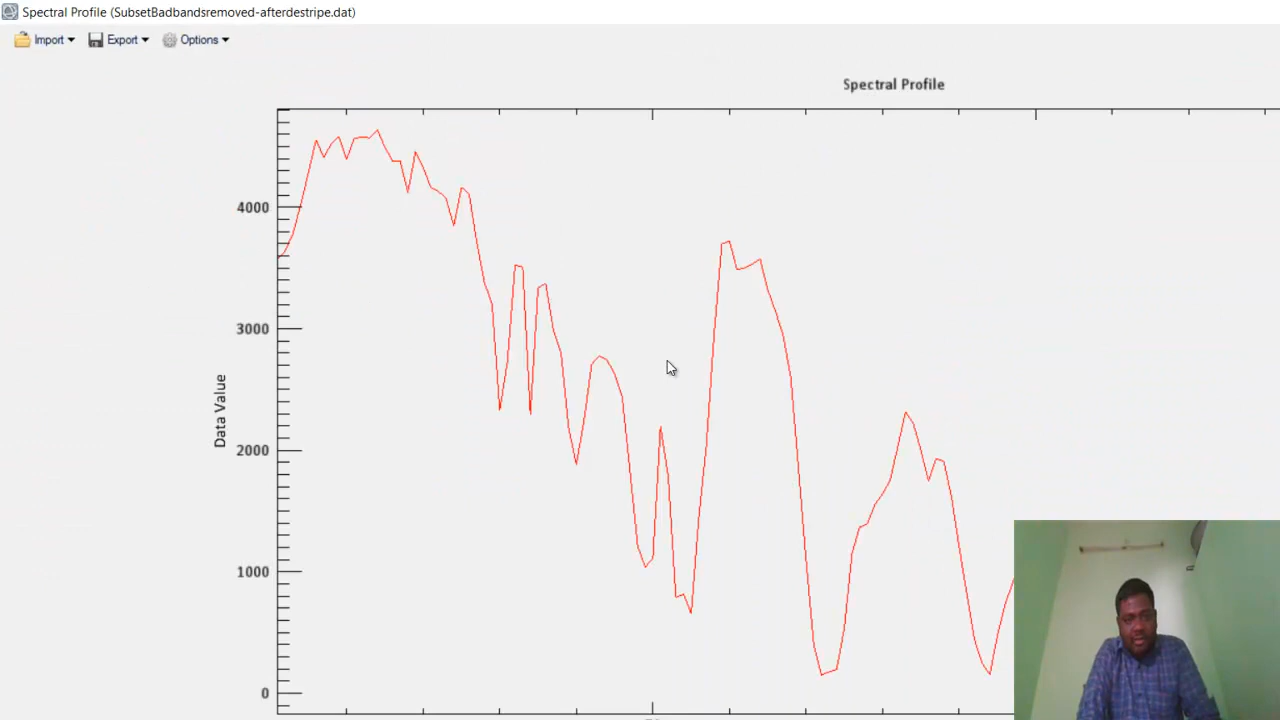 Spectral Profile (SubsetBadbandsremoved-afterdestripe.dat)
Import Export Options
Spectral Profile
4000
3000
Data Value
2000
1000
0